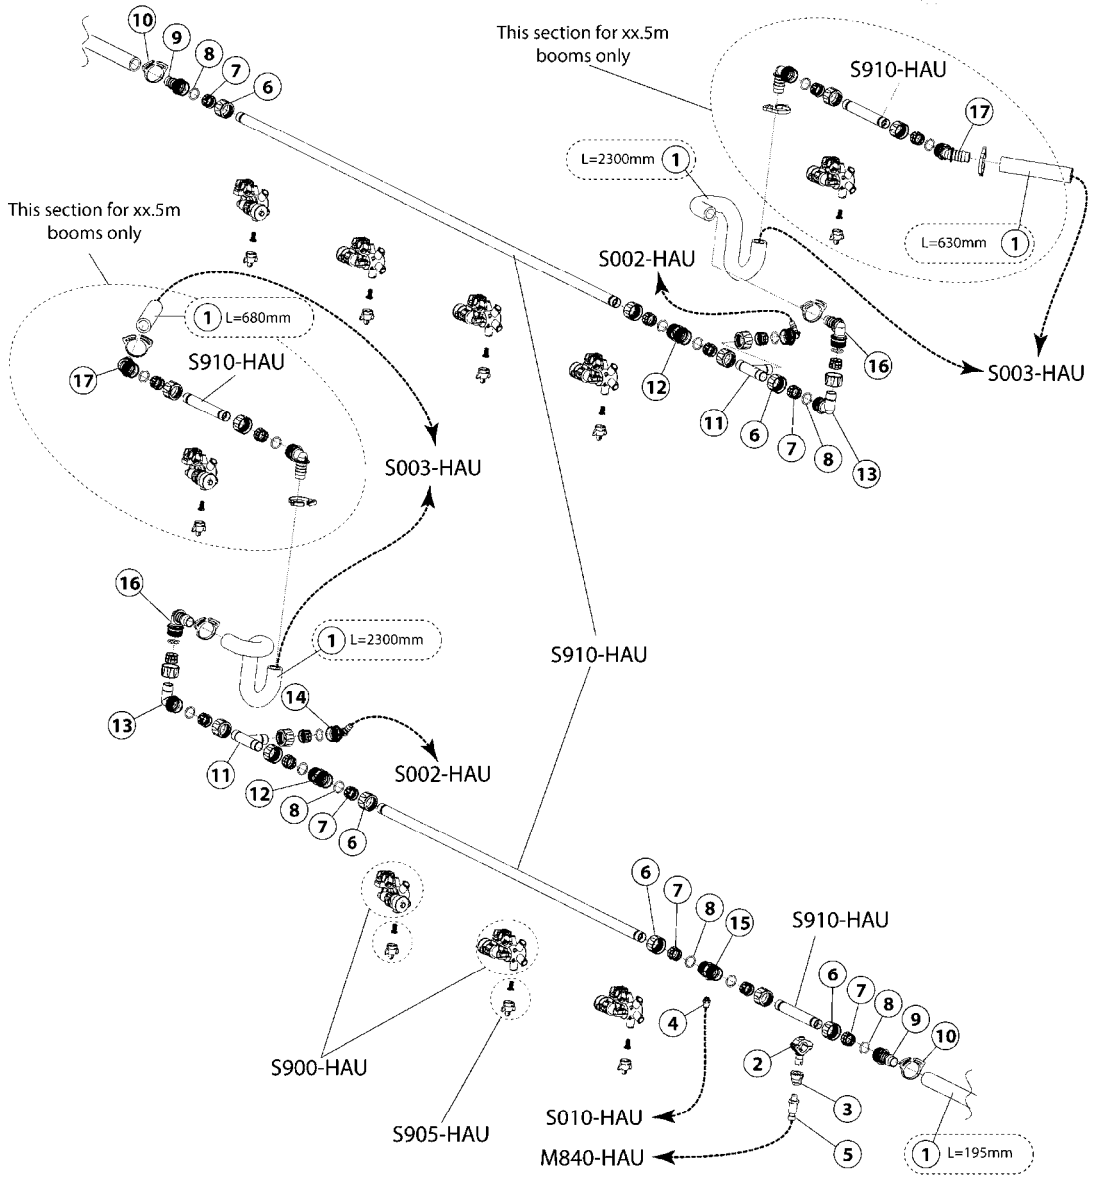 10
9
8
7
6
This section for xx.5m
booms only
S910-HAU
17
L=2300mm 1
L=630mm 1
This section for xx.5m
booms only
S002-HAU
1 L=680mm
S910-HAU
17
12
11
6
7
8
13
16
S003-HAU
S003-HAU
16
1 L=2300mm
S910-HAU
13
14
11
S002-HAU
12
8
7
6
6
7
8
15
S910-HAU
6
7
8
9
10
4
2
S900-HAU
3
S010-HAU
S905-HAU
5
M840-HAU
1 L=195mm